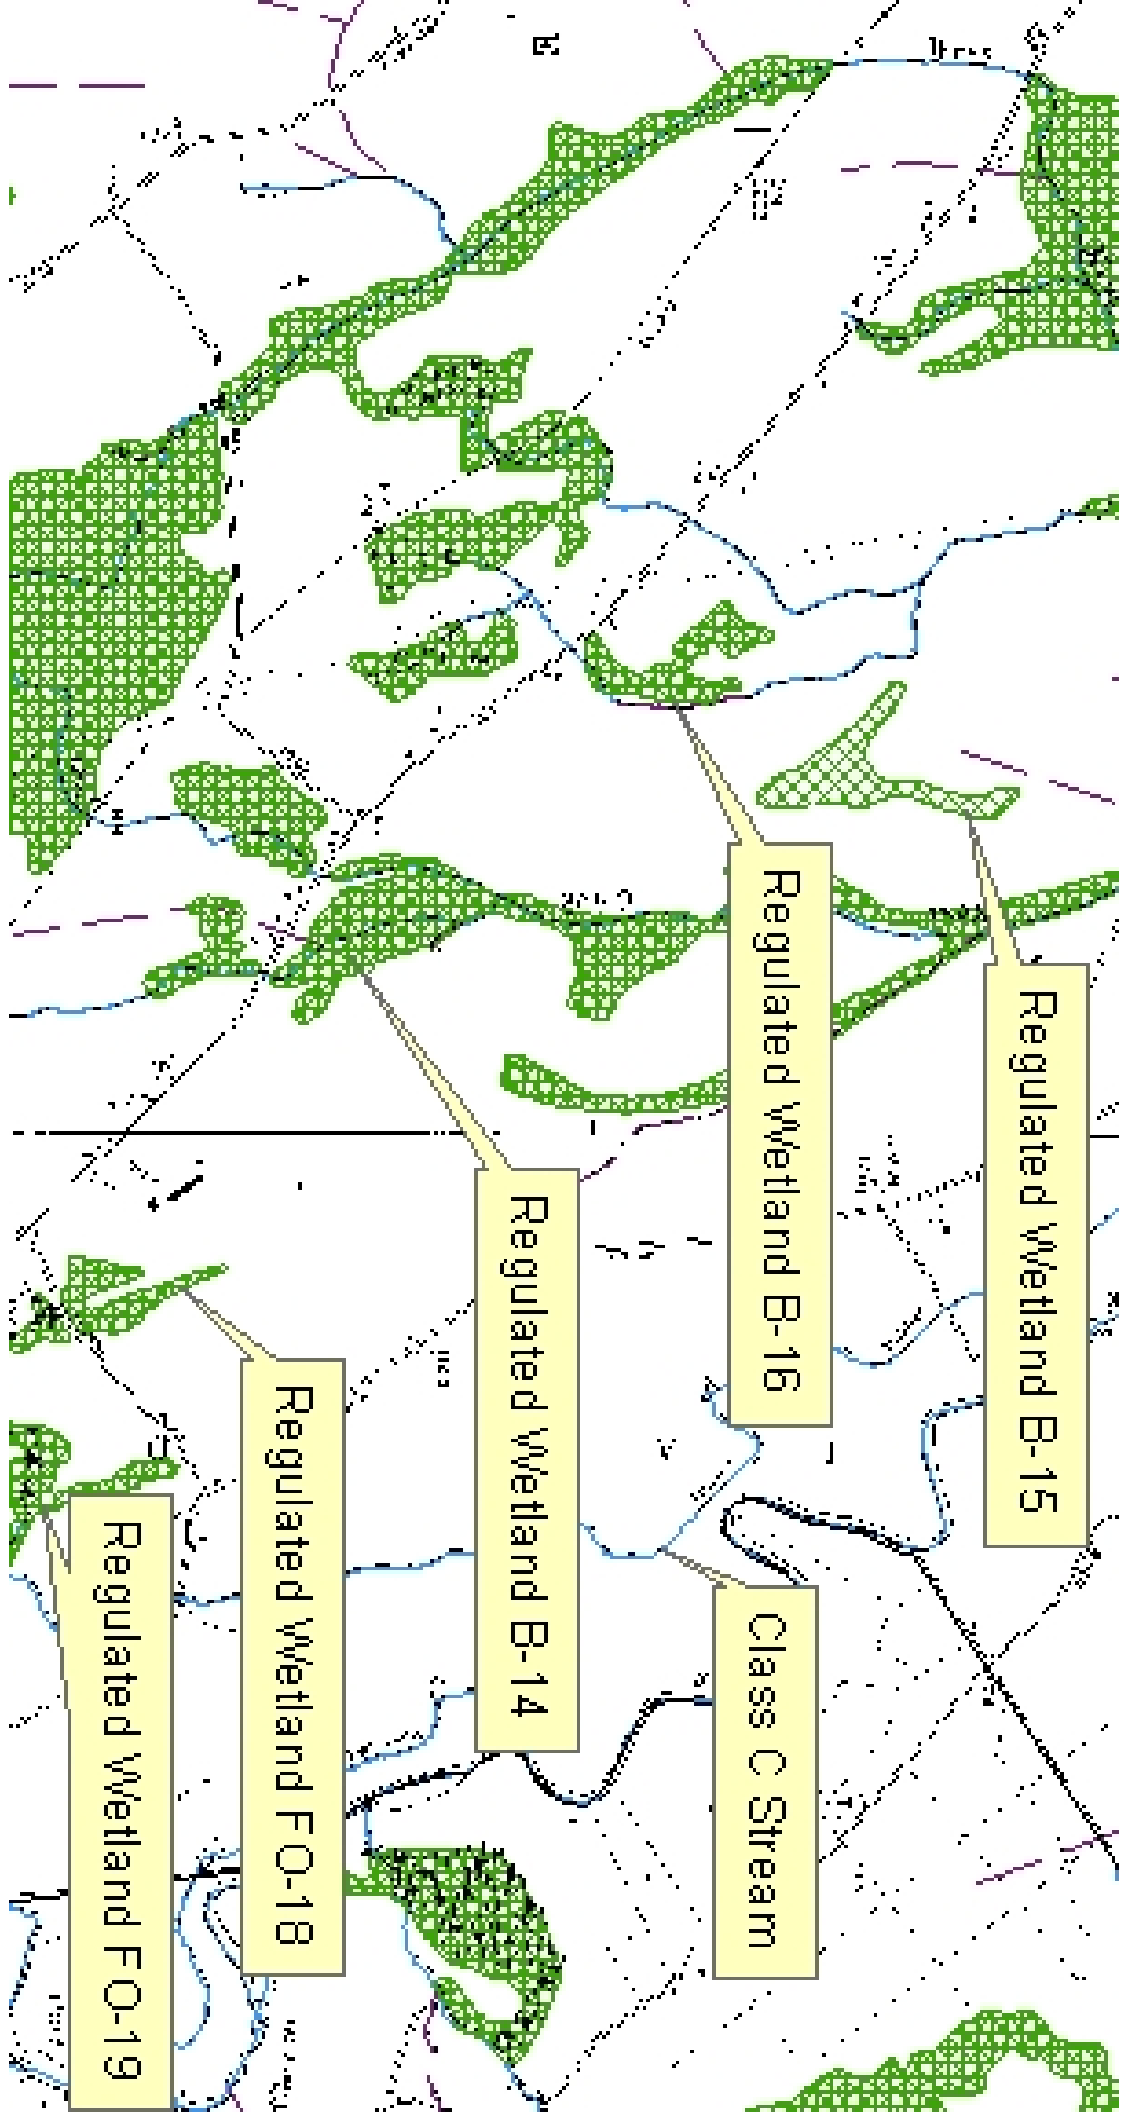 Regulated Wetland B-15
Regulated Wetland B-16
Class C Stream
Regulated Wetland B-14
Regulated Wetland FO-18
Regulated Wetland FO-19